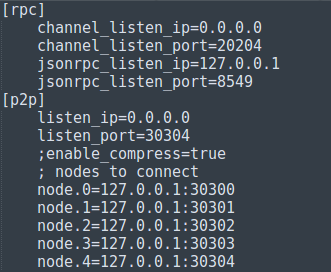 [rpc]
    channel_listen_ip=0.0.0.0
    channel_listen_port=20204
    jsonrpc_listen_ip=127.0.0.1
    jsonrpc_listen_port=8549
[p2p]
    listen_ip=0.0.0.0
    listen_port=30304
    ;enable_compress=true
    ; nodes to connect
    node.0=127.0.0.1:30300
    node.1=127.0.0.1:30301
    node.2=127.0.0.1:30302
    node.3=127.0.0.1:30303
    node.4=127.0.0.1:30304